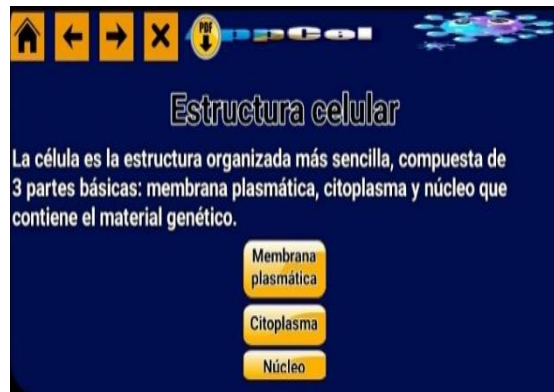 PDF
AppCel
Estructura celular
La célula es la estructura organizada más sencilla, compuesta de
3 partes básicas: membrana plasmática, citoplasma y núcleo que
contiene el material genético.
Membrana
plasmática
Citoplasma
Núcleo